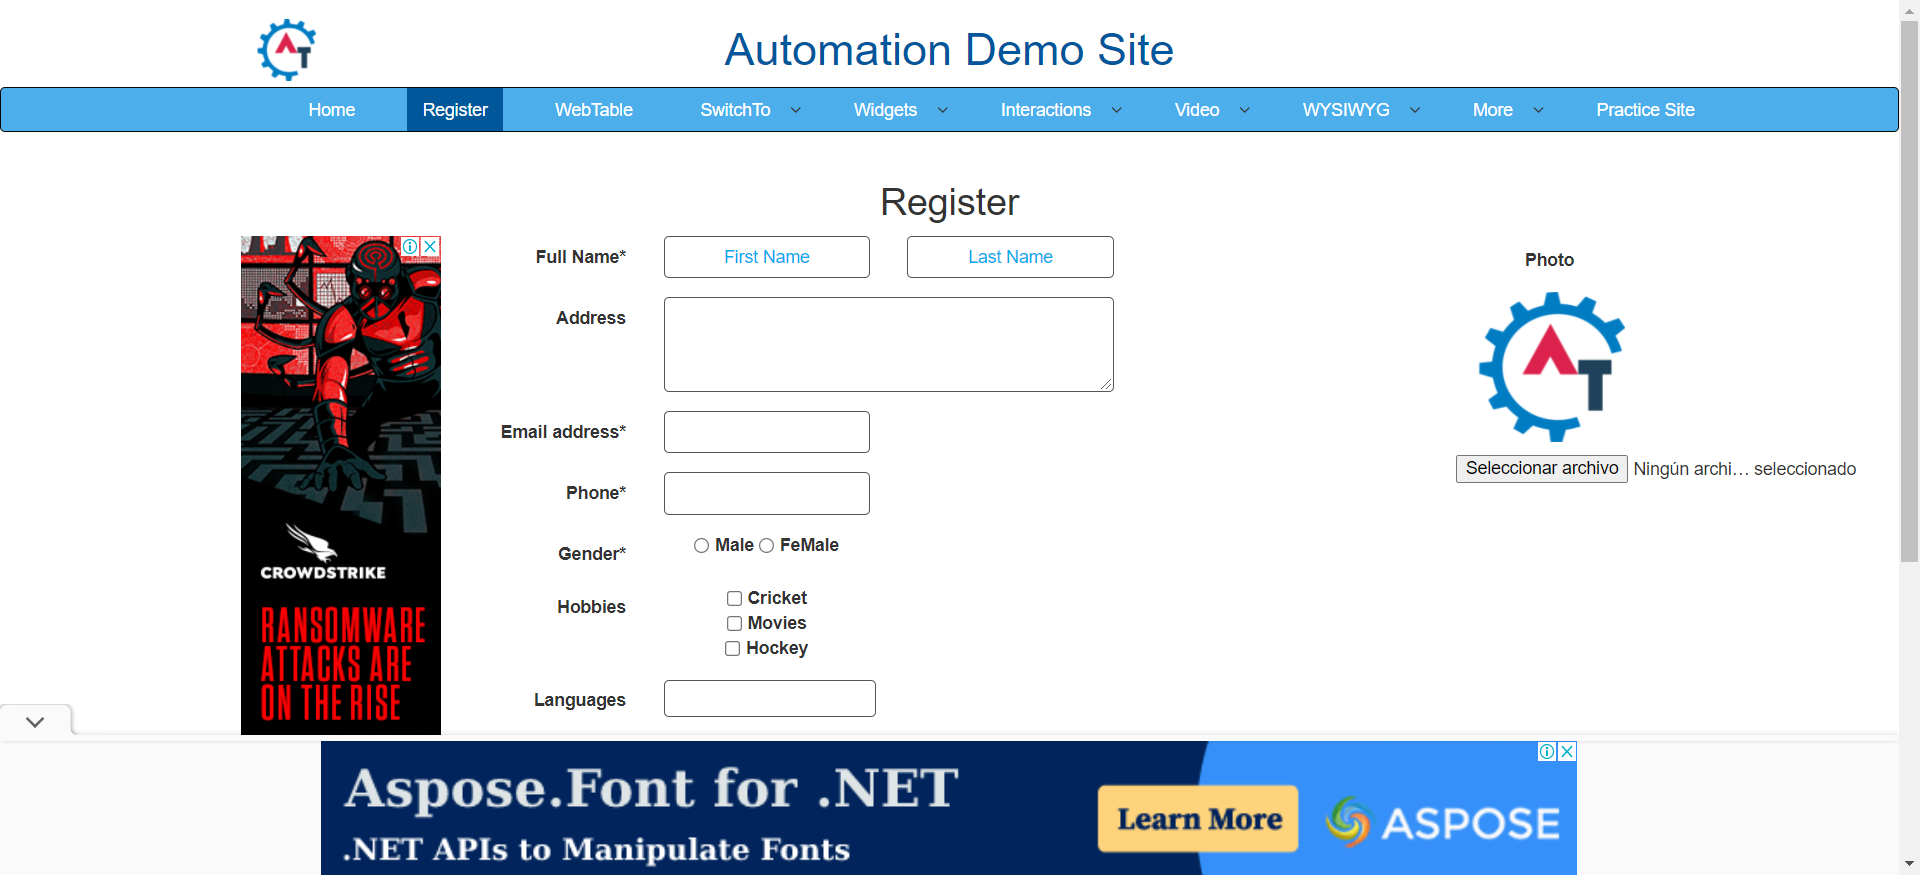 AT
Automation Demo Site
Home Register WebTable SwitchTo Widgets Interactions Video WYSIWYG More Practice Site
Register
Full Name* First Name Last Name
Photo
Address
AT
Email address*
Seleccionar archivo Ningún archi… seleccionado
Phone*
Gender* Male FeMale
Hobbies Cricket
Movies
Hockey
Languages
CROWDSTRIKE
RANSOMWARE
ATTACKS ARE
ON THE RISE
Aspose.Font for .NET
.NET APIs to Manipulate Fonts
Learn More
ASPOSE